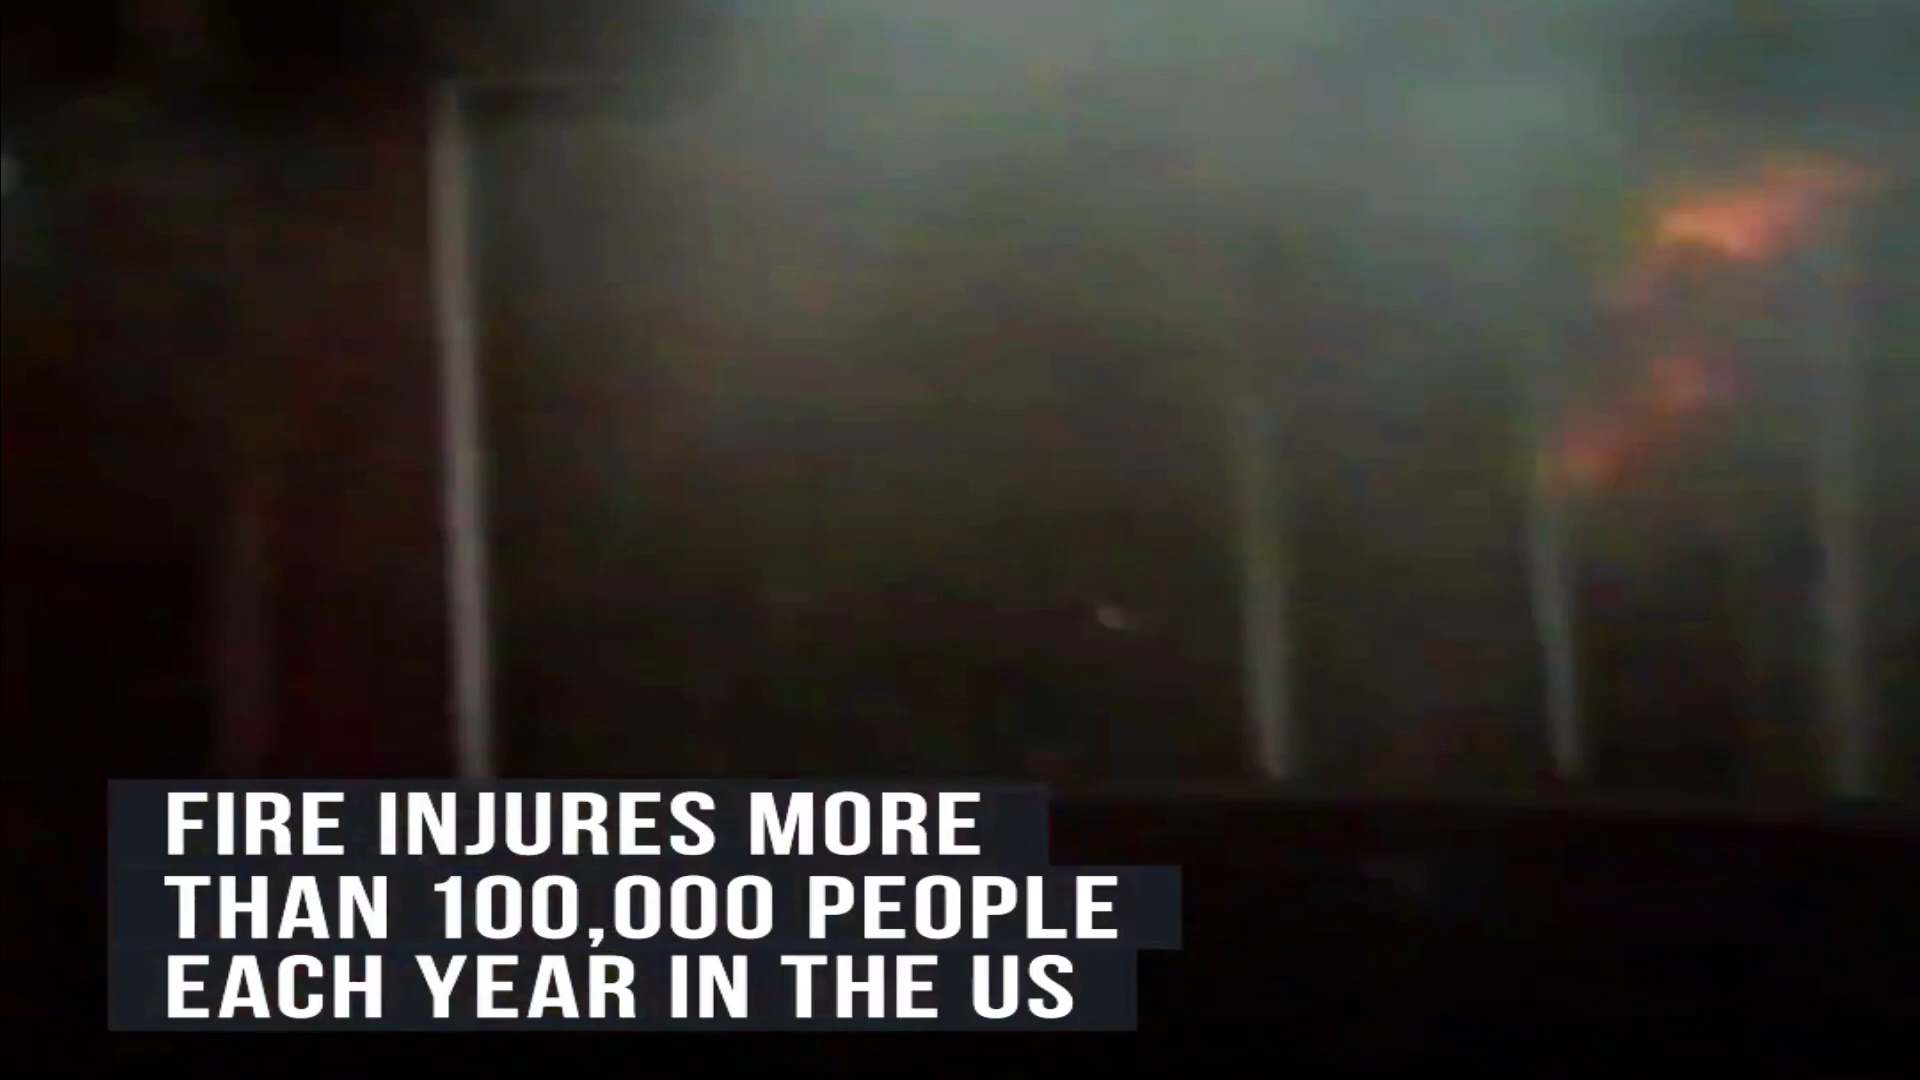 FIRE INJURES MORE
THAN 100,000 PEOPLE
EACH YEAR IN THE US